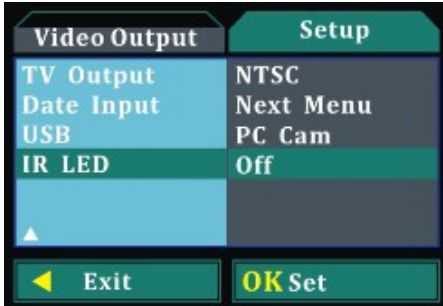 Video Output Setup
TV Output NTSC
Date Input Next Menu
USB PC Cam
IR LED Off
Exit OK Set